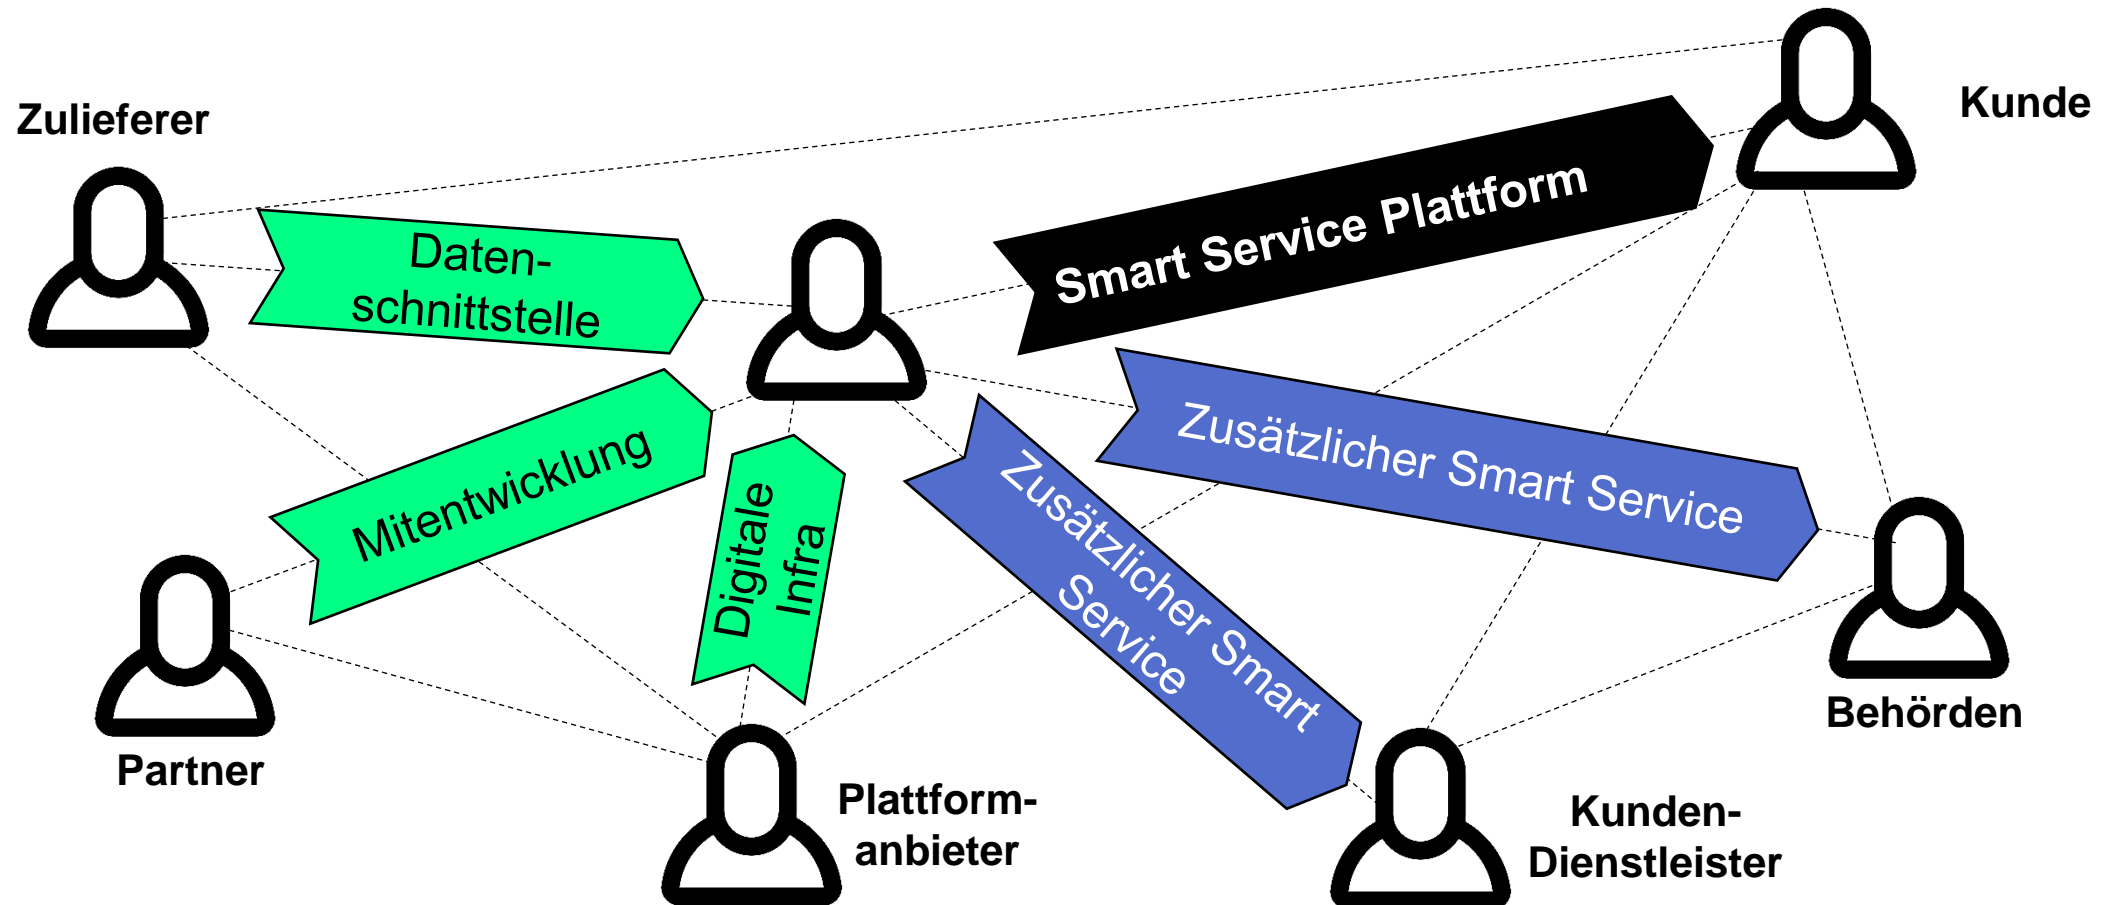 Kunde
Zulieferer
Smart Service Plattform
Daten-
schnittstelle
Zusätzlicher Smart Service
Mitentwicklung
Digitale
Infra
Zusätzlicher Smart
Service
Behörden
Partner
Plattform-
anbieter
Kunden-
Dienstleister